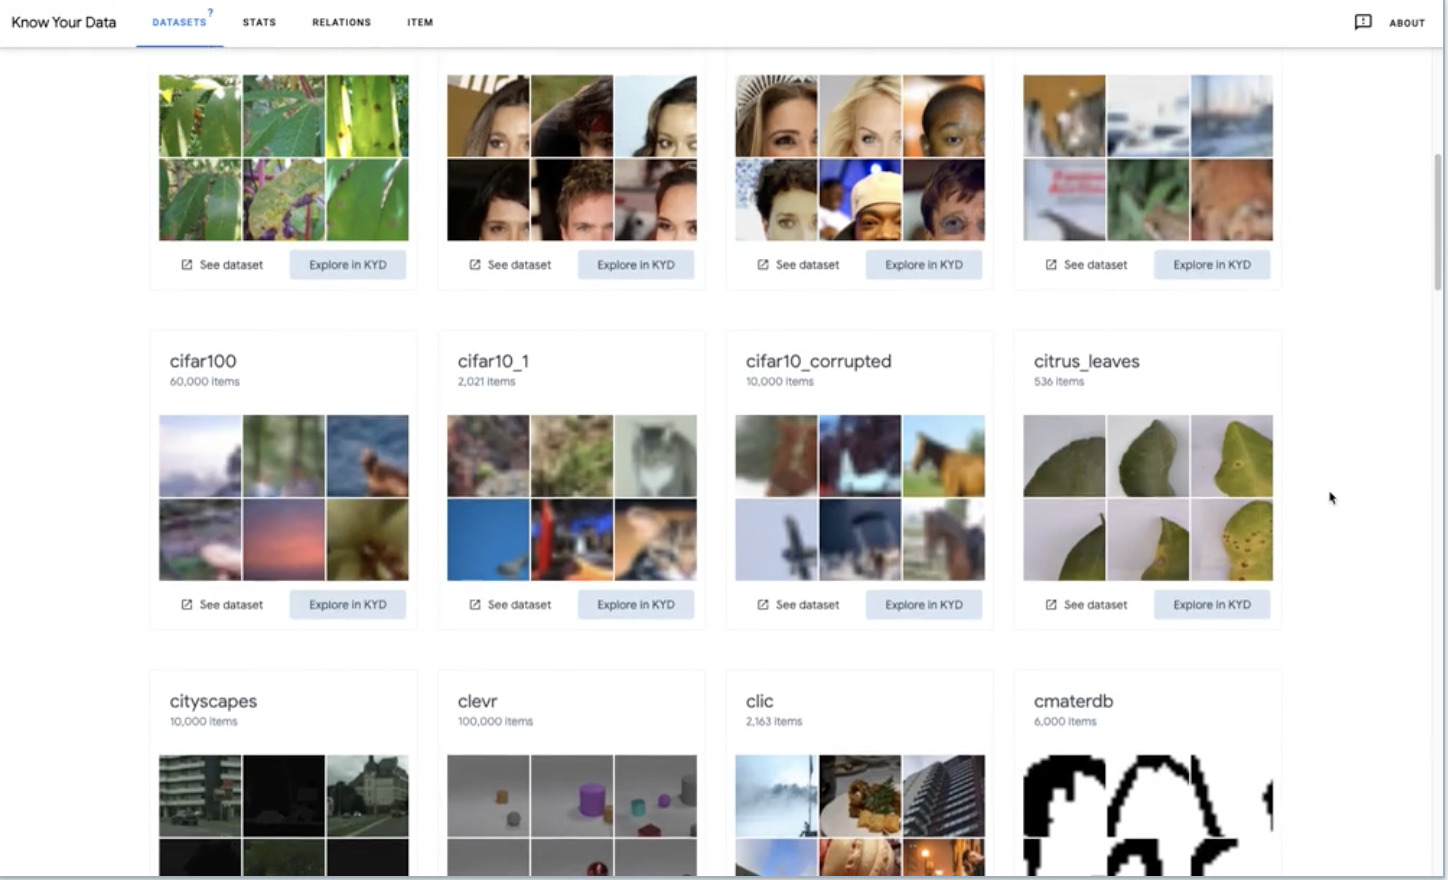 Know Your Data DATASETS ? STATS RELATIONS ITEM ABOUT
See dataset Explore in KYD See dataset Explore in KYD See dataset Explore in KYD See dataset Explore in KYD
cifar100 cifar10_1 cifar10_corrupted citrus_leaves
60,000 items 2,021 items 10,000 items 536 items
See dataset Explore in KYD See dataset Explore in KYD See dataset Explore in KYD See dataset Explore in KYD
cityscapes clevr clic cmaterdb
10,000 items 100,000 items 2,163 items 6,000 items